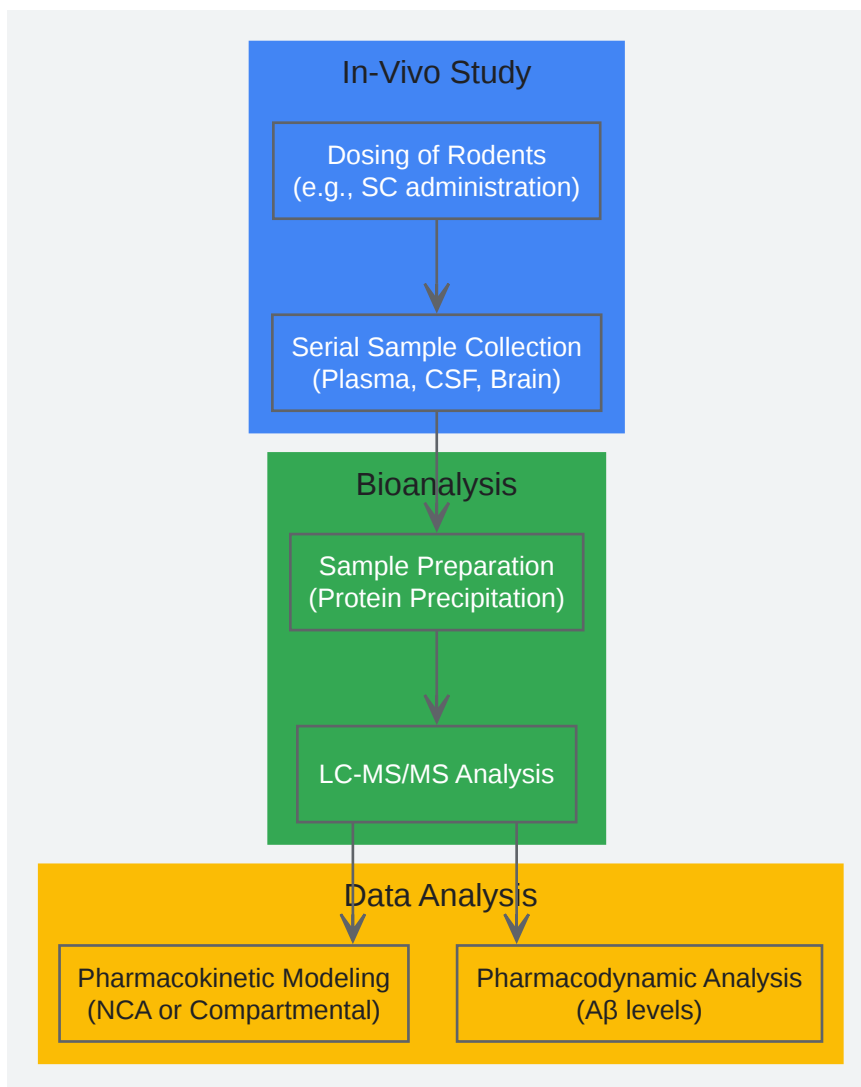 In-Vivo Study
Dosing of Rodents
(e.g., SC administration)
Serial Sample Collection
(Plasma, CSF, Brain)
Bioanalysis
Sample Preparation
(Protein Precipitation)
LC-MS/MS Analysis
Data Analysis
Pharmacokinetic Modeling
(NCA or Compartmental)
Pharmacodynamic Analysis
(Aβ levels)